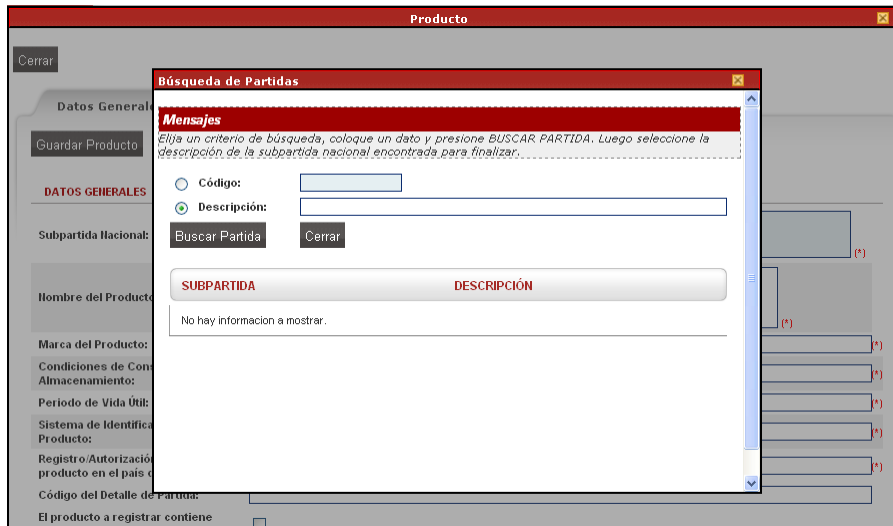 Producto
Cerrar
Búsqueda de Partidas
Datos General
Mensajes
Elija un criterio de búsqueda, coloque un dato y presione BUSCAR PARTIDA. Luego seleccione la
descripción de la subpartida nacional encontrada para finalizar.
Guardar Producto
Código:
DATOS GENERALES
Descripción:
Buscar Partida Cerrar
Subpartida Nacional:
(*)
SUBPARTIDA DESCRIPCIÓN
Nombre del Producto
No hay informacion a mostrar.
(*)
Marca del Producto: (*)
Condiciones de Cons
Almacenamiento: (*)
Periodo de Vida Útil: (*)
Sistema de Identifica
Producto: (*)
Registro/Autorizació
producto en el país (*)
Código del Detalle de Partida:
El producto a registrar contiene